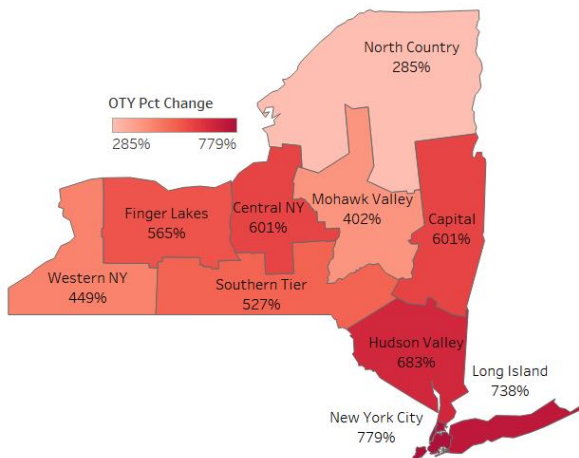 North Country
285%
OTY Pct Change
285% 779%
Mohawk Valley
402%
Central NY
601%
Finger Lakes
565%
Capital
601%
Western NY
449%
Southern Tier
527%
Hudson Valley
683%
Long Island
738%
New York City
779%